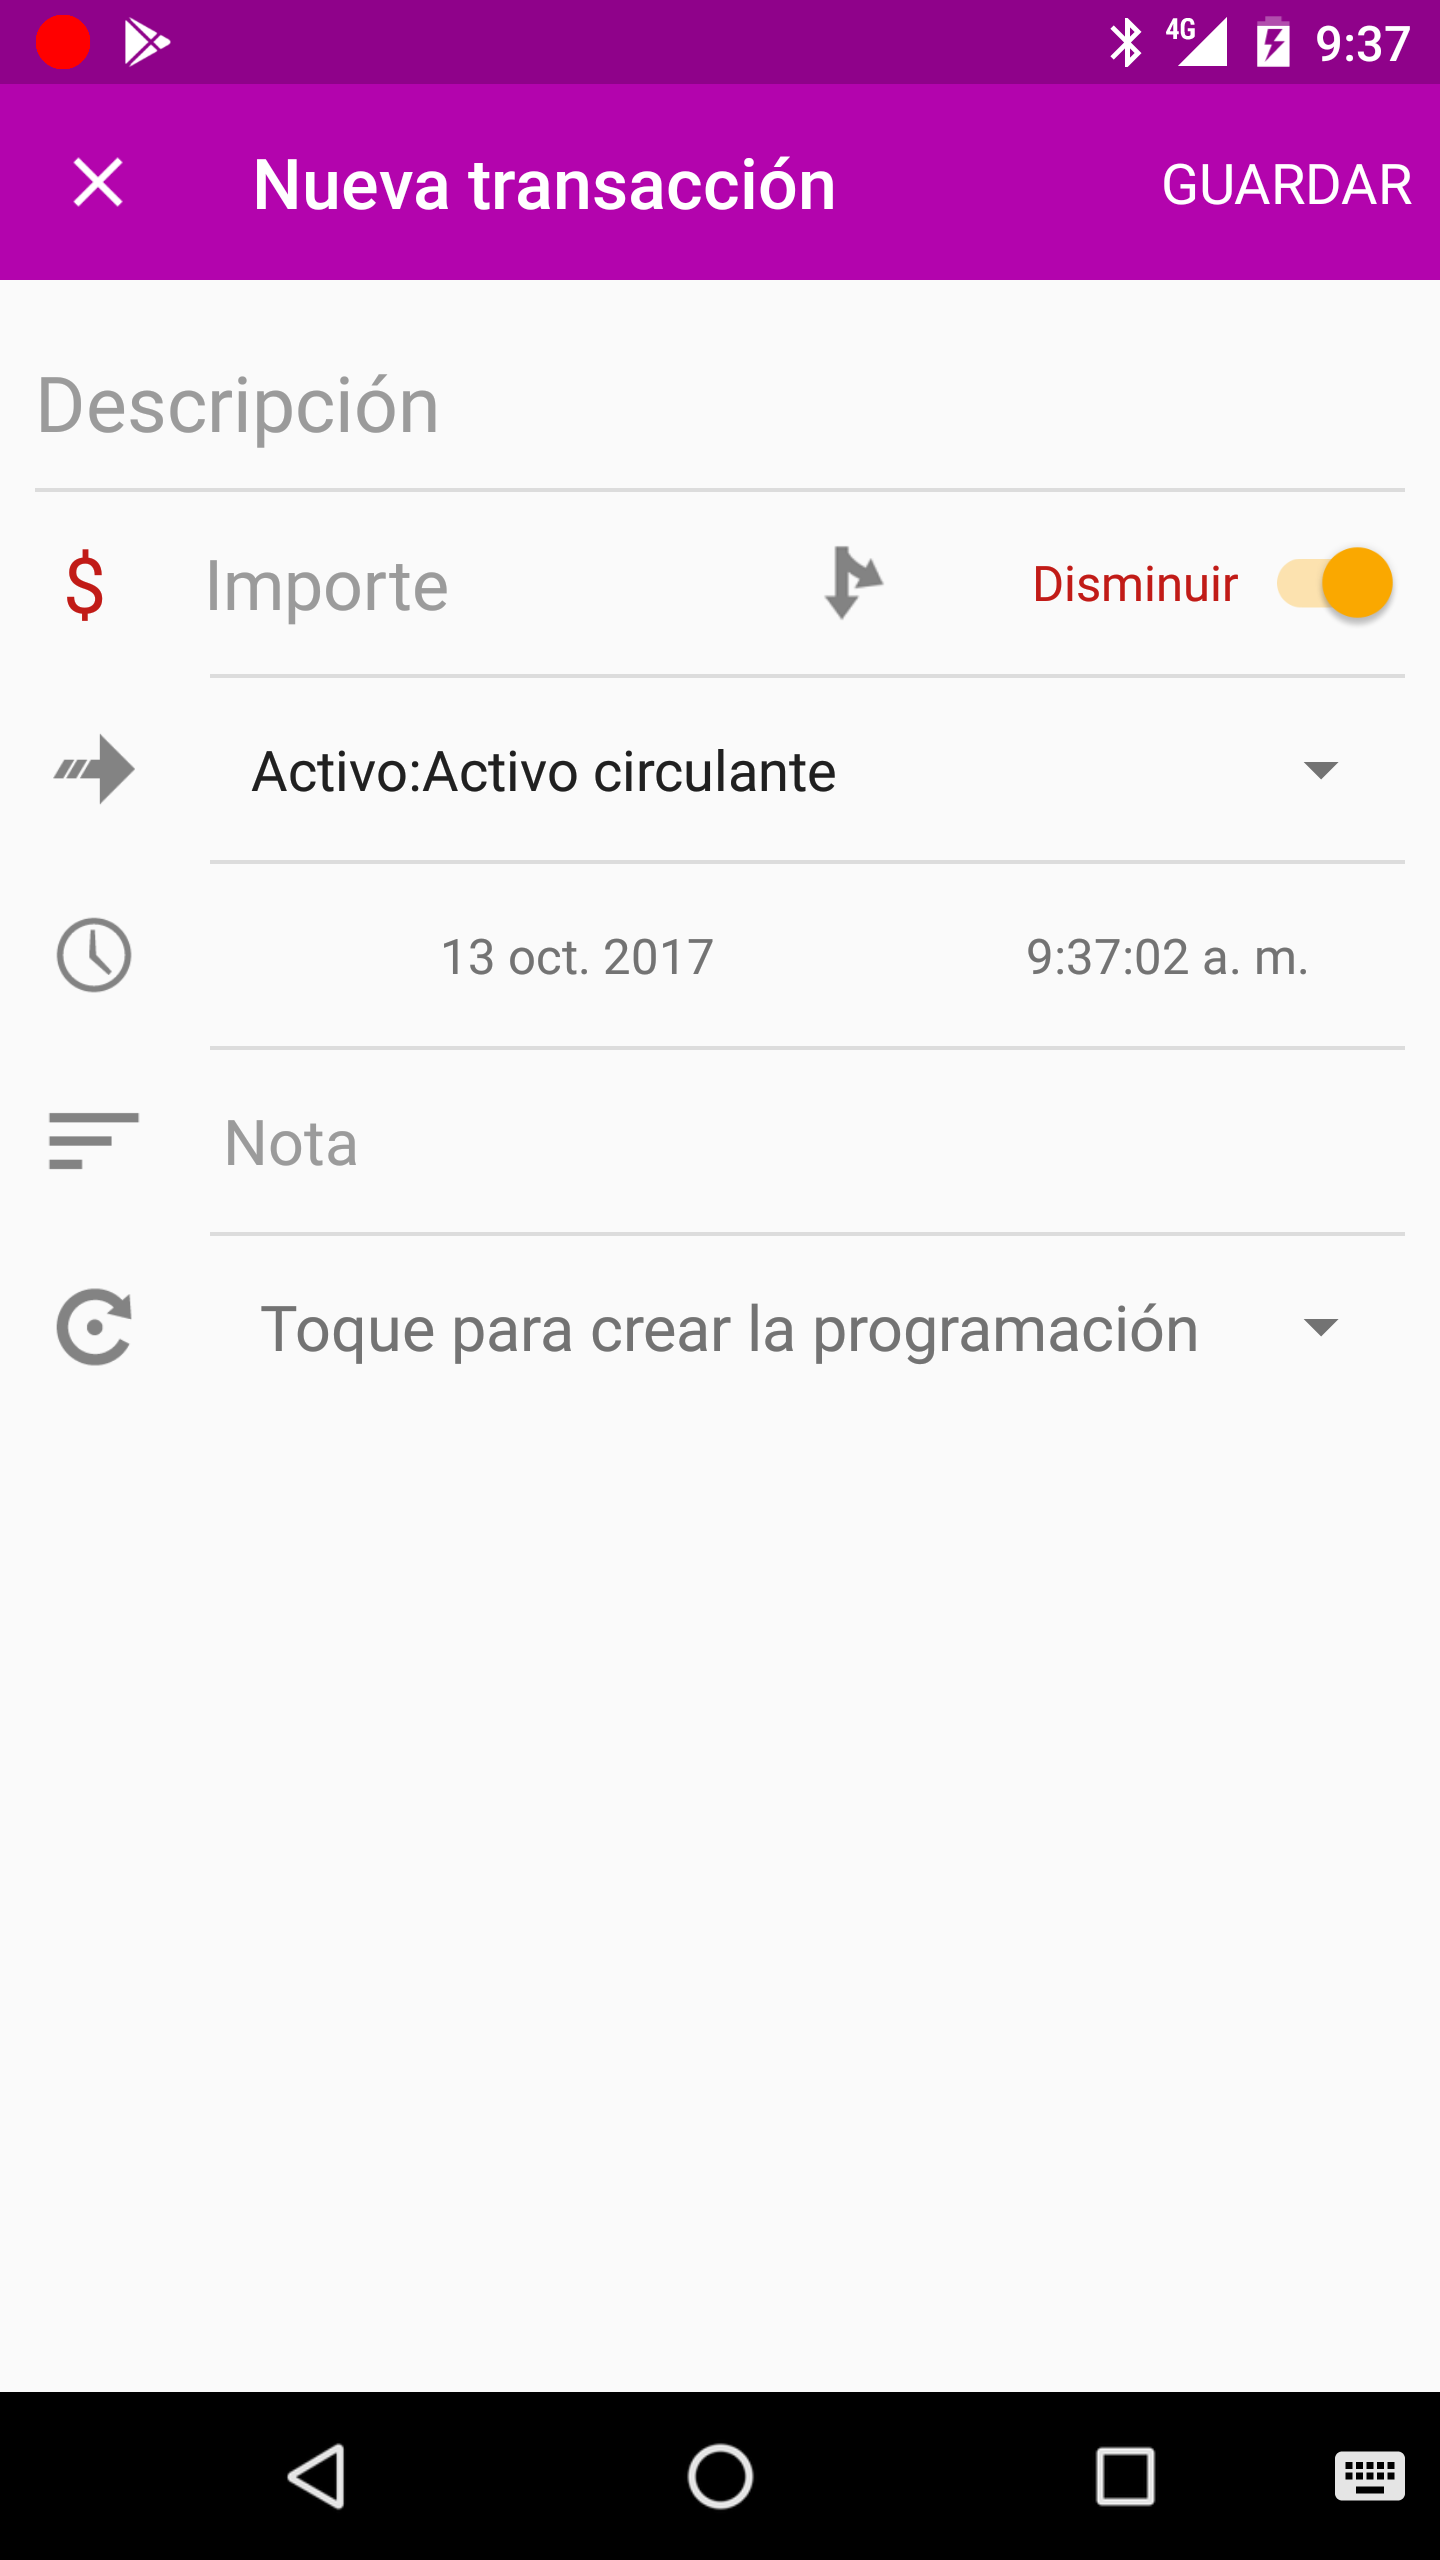 4G 9:37
Nueva transacción GUARDAR
Descripción
$ Importe Disminuir
Activo:Activo circulante
13 oct. 2017 9:37:02 a. m.
Nota
Toque para crear la programación